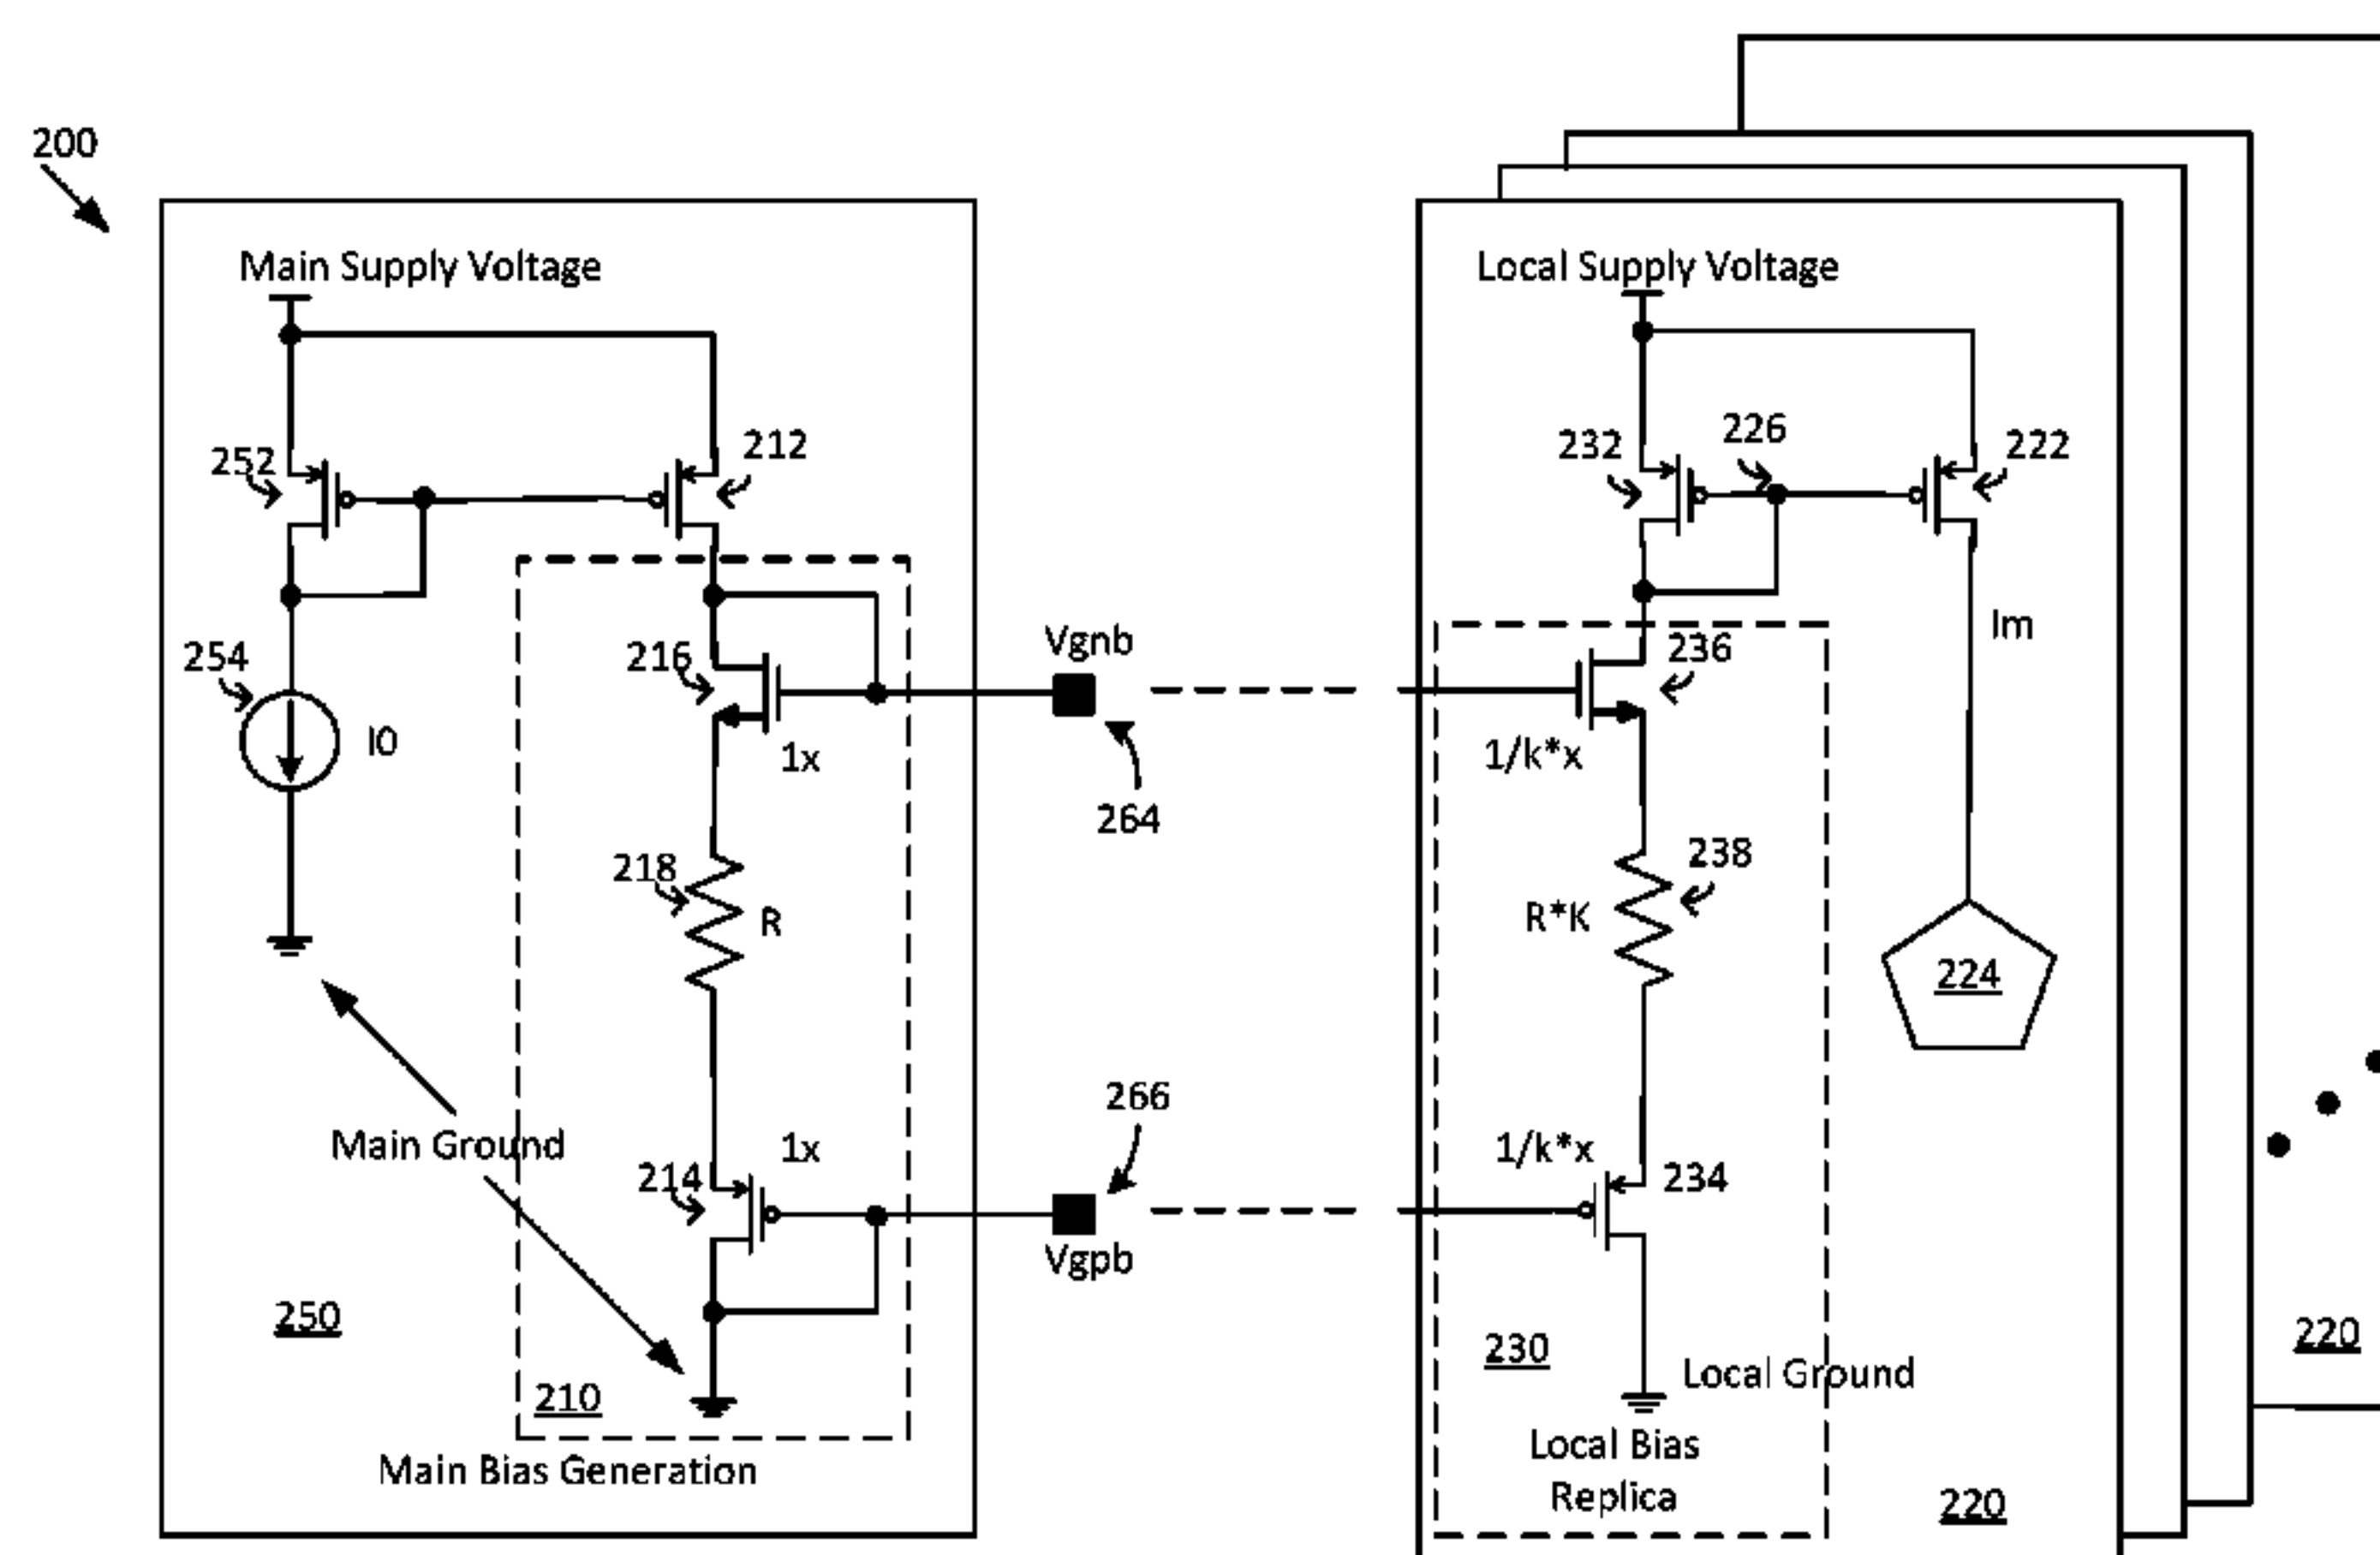 200
Main Supply Voltage
Local Supply Voltage
252
212
232
226
222
254
I0
216
1x
Vgnb
264
236
1/k*x
Im
218
R
238
R*K
224
Main Ground
214
1x
266
Vgpb
1/k*x
234
250
210
230
Local Ground
220
Main Bias Generation
Local Bias
Replica
220